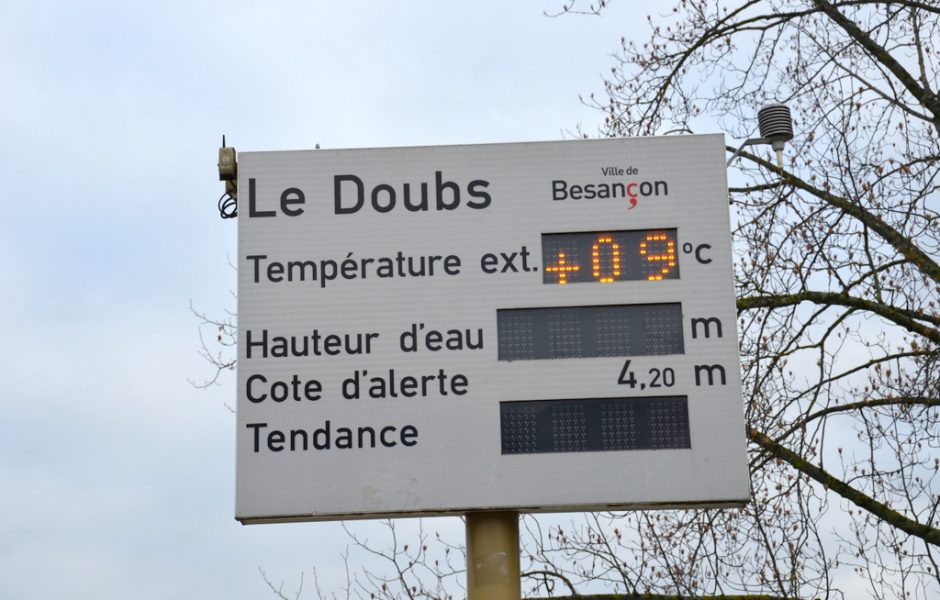 Le Doubs
Ville de
Besançon
Température ext. +09 °C
Hauteur d'eau m
Cote d'alerte 4,20 m
Tendance